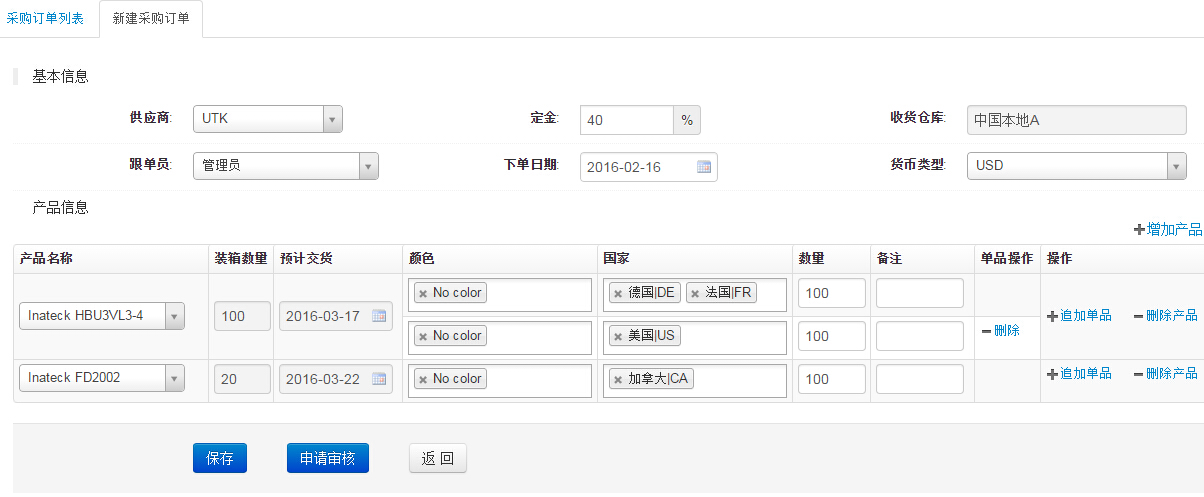 采购订单列表 新建采购订单
基本信息
供应商: UTK 定金: 40 % 收货仓库: 中国本地A
跟单员: 管理员 下单日期: 2016-02-16 货币类型: USD
产品信息
增加产品
产品名称 装箱数量 预计交货 颜色 国家 数量 备注 单品操作 操作
Inateck HBU3VL3-4 100 2016-03-17 × No color × 德国|DE × 法国|FR 100 追加单品 删除产品
× No color × 美国|US 100 删除
Inateck FD2002 20 2016-03-22 × No color × 加拿大|CA 100 追加单品 删除产品
保存 申请审核 返 回